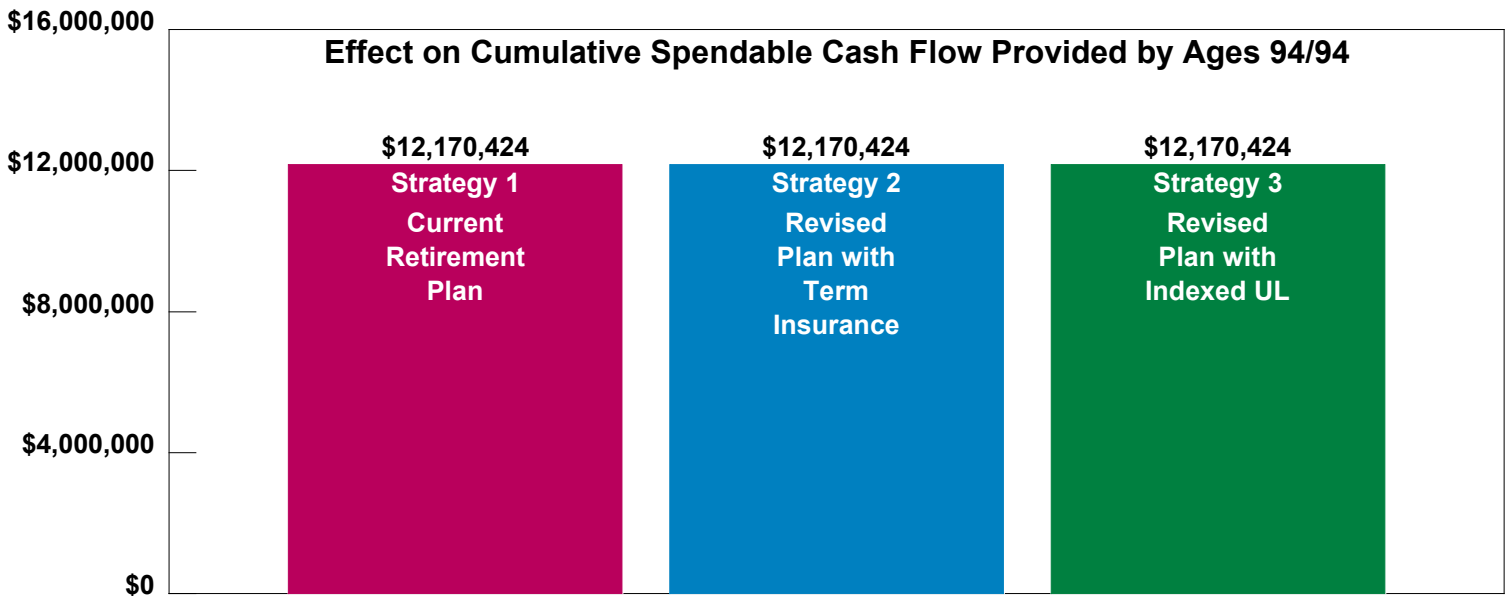 $16,000,000
Effect on Cumulative Spendable Cash Flow Provided by Ages 94/94
$12,170,424
$12,170,424
$12,170,424
$12,000,000
Strategy 1
Current
Retirement
Plan
Strategy 2
Revised
Plan with
Term
Insurance
Strategy 3
Revised
Plan with
Indexed UL
$8,000,000
$4,000,000
$0